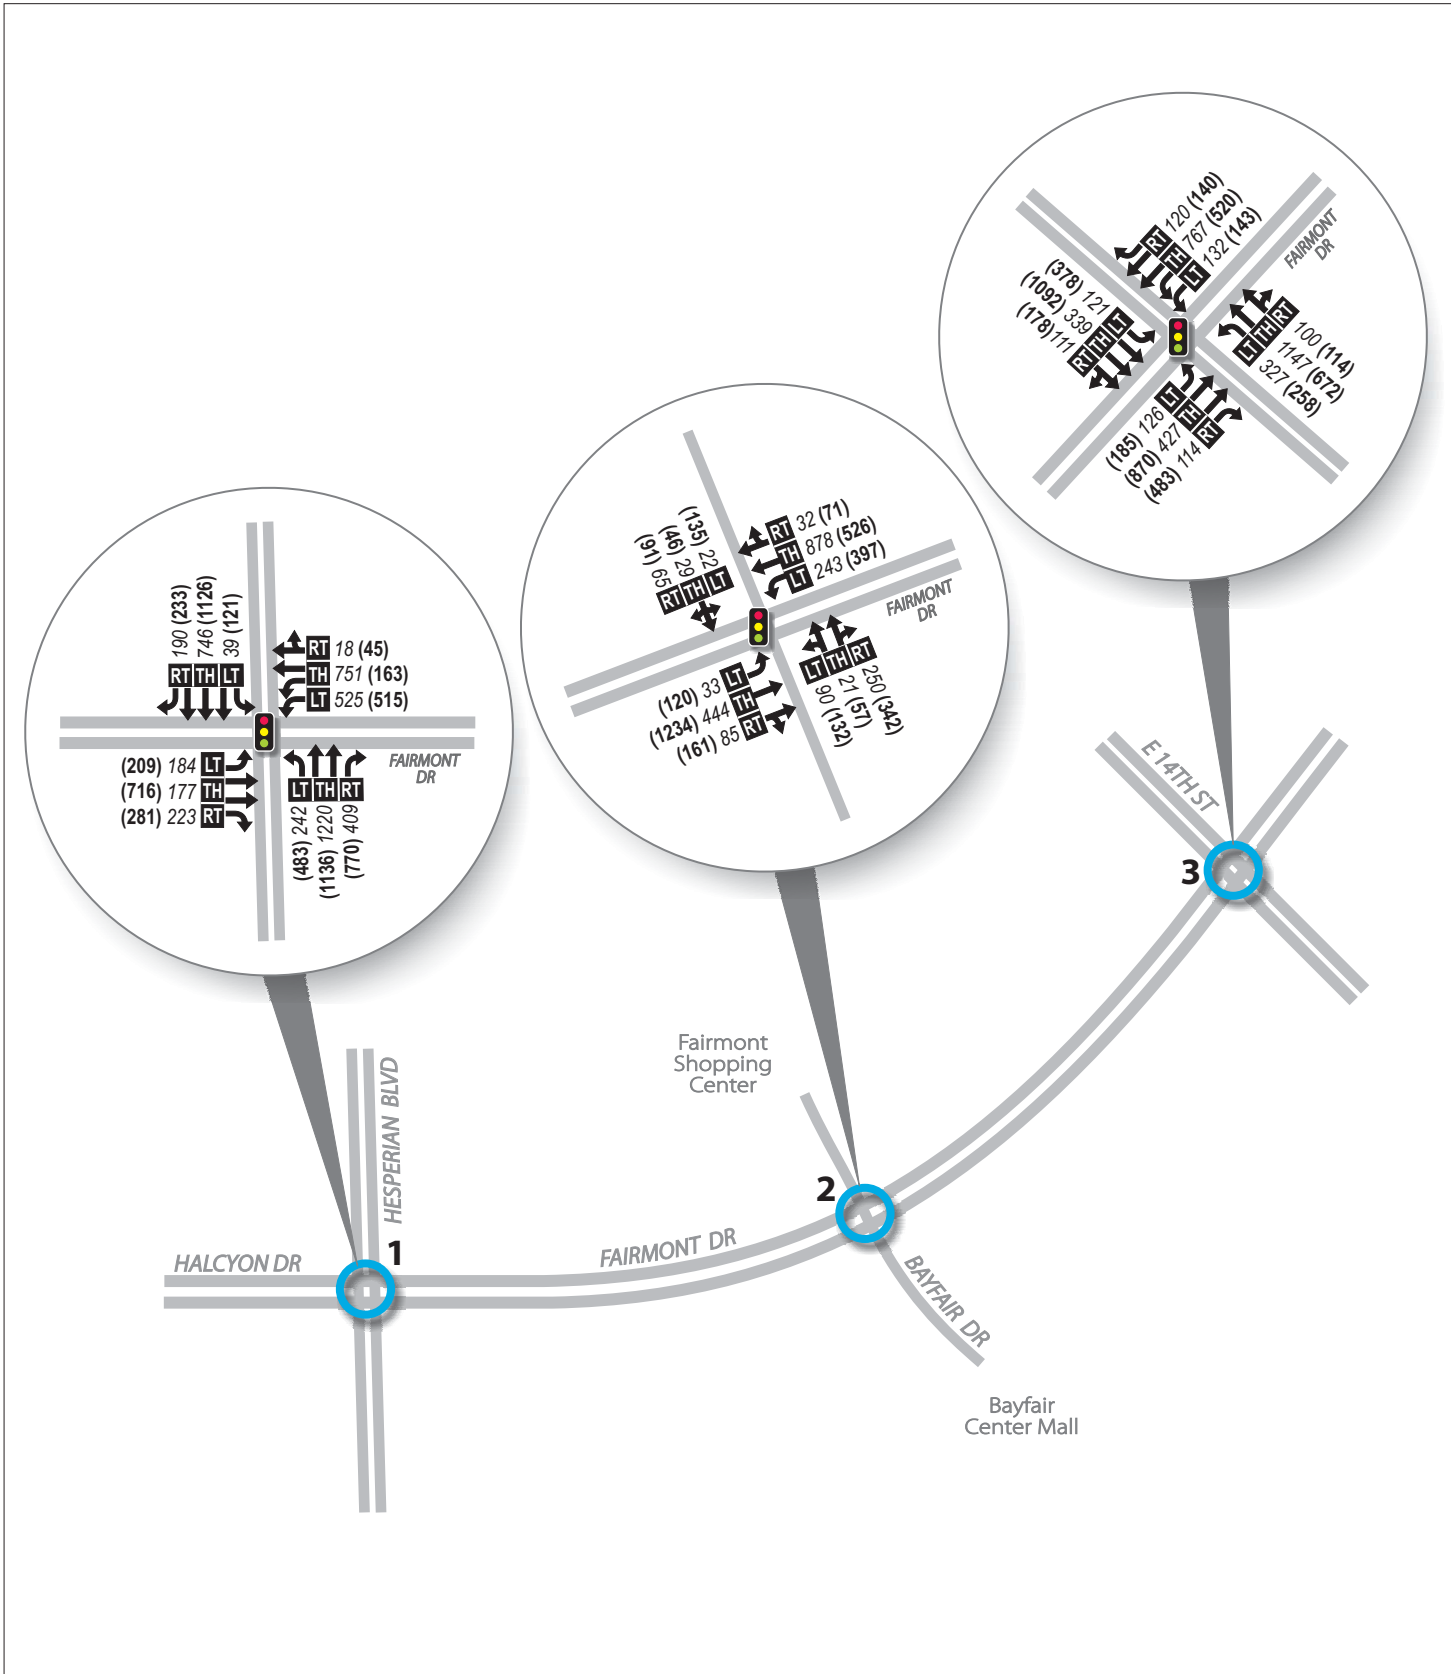 RT 120 (140)
TH 767 (520)
LT 132 (143)
FAIRMONT
DR
(378) 121 LT
(1092) 339 TH
(178) 111 RT
RT 100 (114)
TH 1147 (672)
LT 327 (258)
(185) 126 LT
(870) 427 TH
(483) 114 RT
(135) 22 LT
(46) 29 TH
(91) 65 RT
RT 32 (71)
TH 878 (526)
LT 243 (397)
FAIRMONT
DR
(120) 33 LT
(1234) 444 TH
(161) 85 RT
LT 90 (132)
TH 21 (57)
RT 250 (342)
RT 190 (233)
TH 746 (1126)
LT 39 (121)
RT 18 (45)
TH 751 (163)
LT 525 (515)
FAIRMONT
DR
(209) 184 LT
(716) 177 TH
(281) 223 RT
(483) 242 LT
(1136) 1220 TH
(770) 409 RT
E 14TH ST
3
Fairmont
Shopping
Center
HESPERIAN BLVD
2
1
HALCYON DR
FAIRMONT DR
BAYFAIR DR
Bayfair
Center Mall